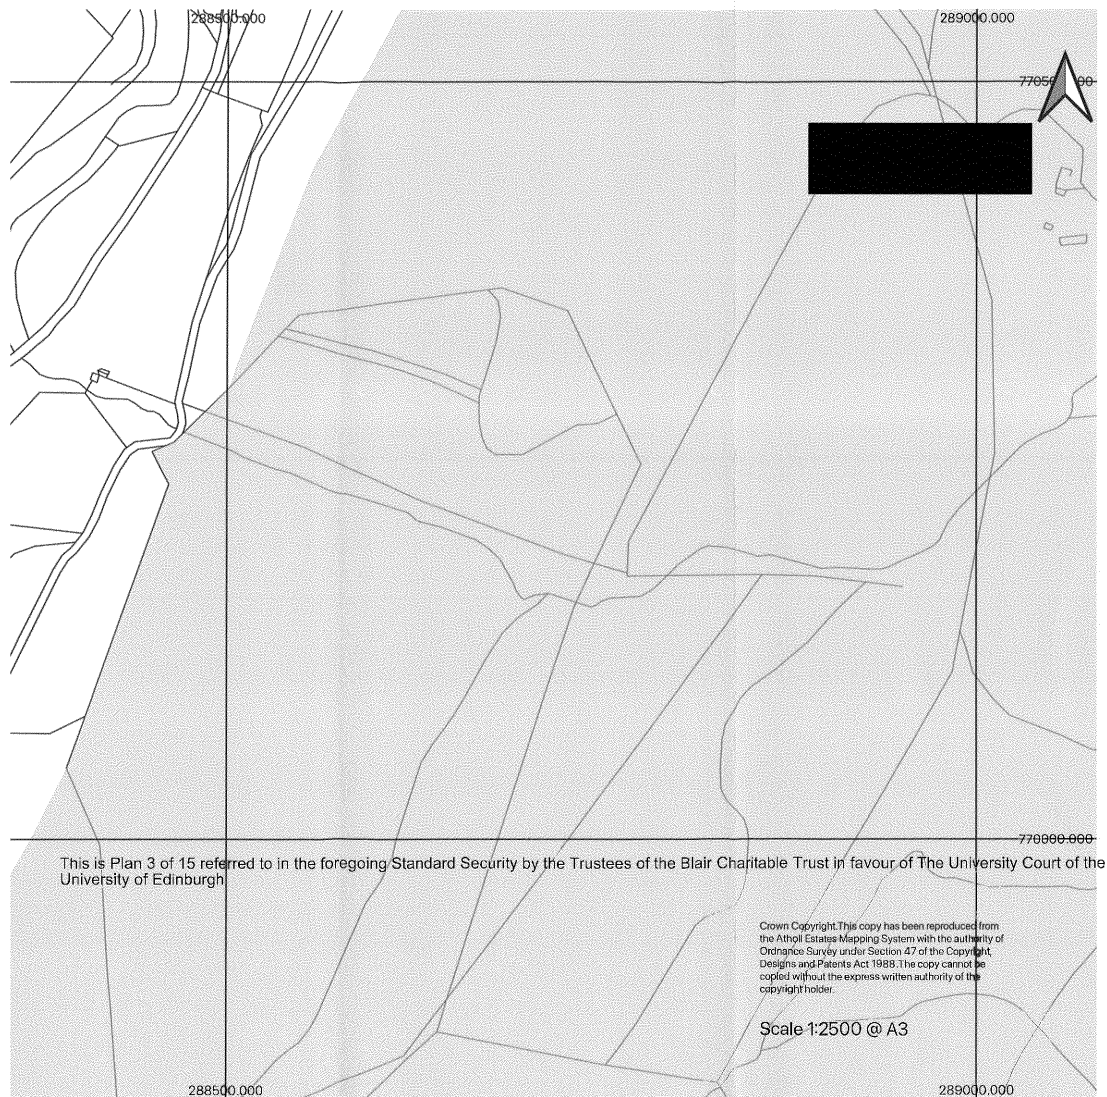 288500.000
289000.000
770000.000
This is Plan 3 of 15 referred to in the foregoing Standard Security by the Trustees of the Blair Charitable Trust in favour of The University Court of the
University of Edinburgh
Crown Copyright.This copy has been reproduced from
the Atholl Estates Mapping System with the authority of
Ordnance Survey under Section 47 of the Copyright,
Designs and Patents Act 1988.The copy cannot be
copied without the express written authority of the
copyright holder.
Scale 1:2500 @ A3
288500.000
289000.000